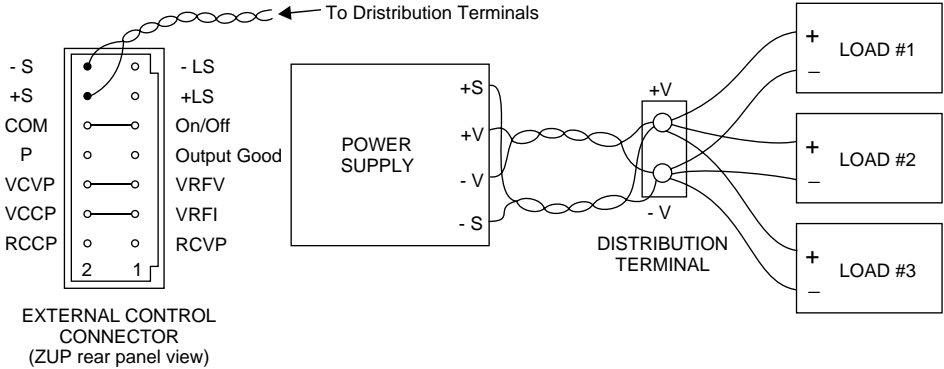 To Dristribution Terminals
- S
- LS
+S
+LS
COM
On/Off
P
Output Good
VCVP
VRFV
VCCP
VRFI
RCCP
RCVP
2
1
EXTERNAL CONTROL
CONNECTOR
(ZUP rear panel view)
POWER
SUPPLY
+S
+V
- V
- S
+V
- V
DISTRIBUTION
TERMINAL
+
LOAD #1
–
+
LOAD #2
–
+
LOAD #3
–